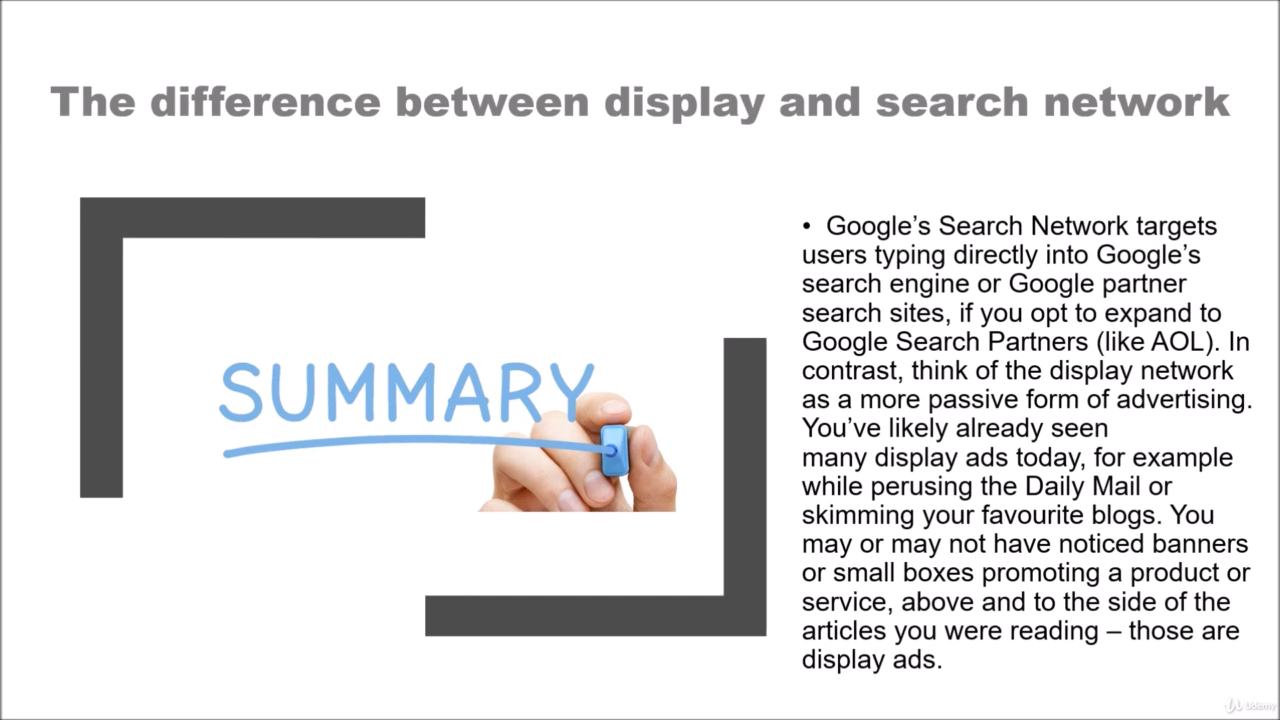 The difference between display and search network
SUMMARY
• Google’s Search Network targets
users typing directly into Google’s
search engine or Google partner
search sites, if you opt to expand to
Google Search Partners (like AOL). In
contrast, think of the display network
as a more passive form of advertising.
You’ve likely already seen
many display ads today, for example
while perusing the Daily Mail or
skimming your favourite blogs. You
may or may not have noticed banners
or small boxes promoting a product or
service, above and to the side of the
articles you were reading – those are
display ads.
Udemy